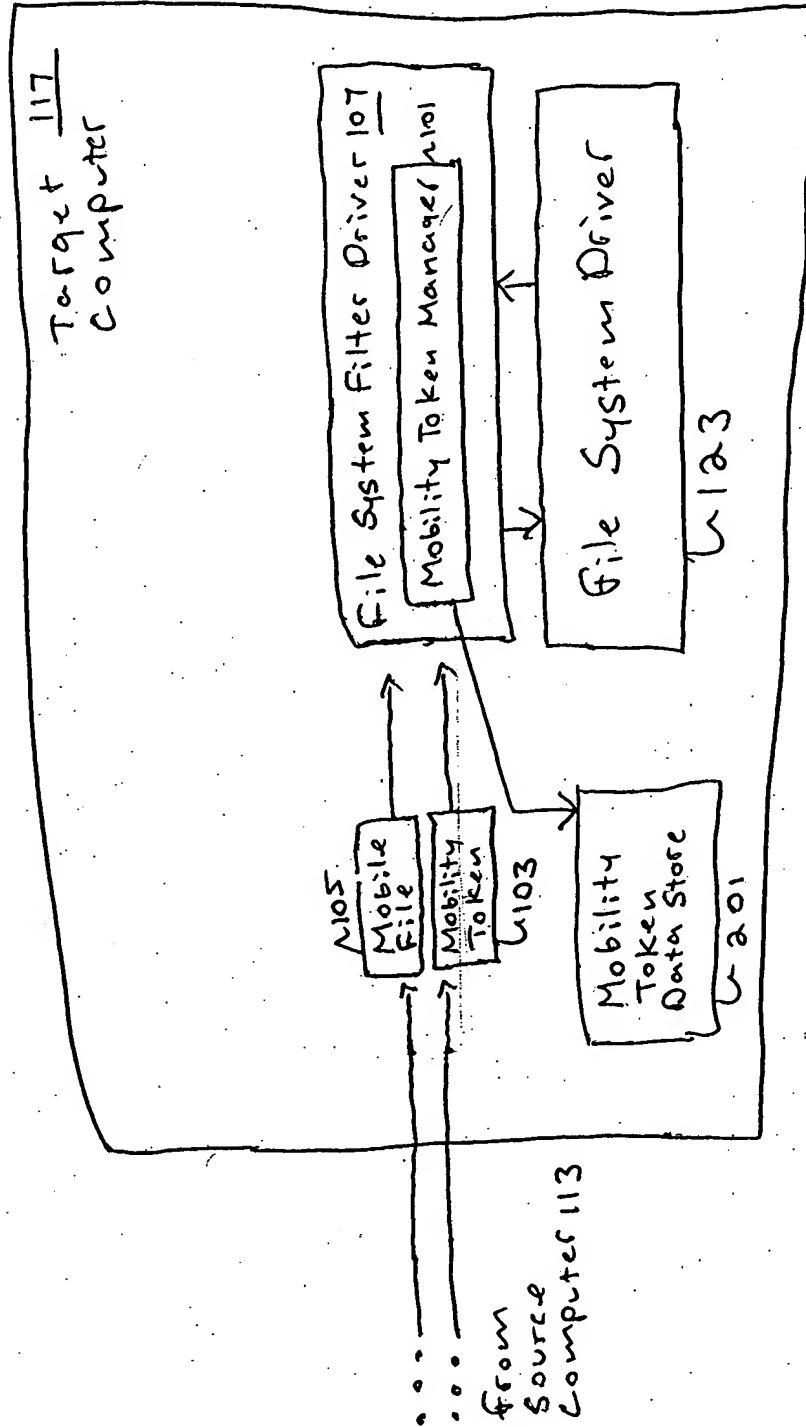 Target 117
Computer
File System Filter Driver 107
Mobility Token Manager 101
File System Driver
123
105
Mobile
File
Mobility
Token
103
Mobility
Token
Data Store
201
From
Source
Computer 113